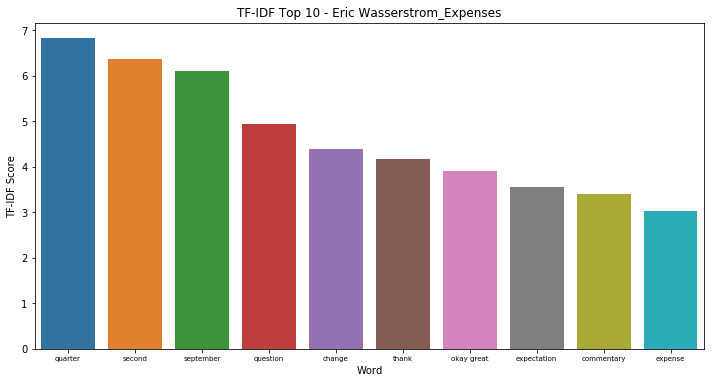 TF-IDF Top 10 - Eric Wasserstrom_Expenses
7
6
5
4
3
2
1
0
TF-IDF Score
quarter second september question change thank okay great expectation commentary expense
Word